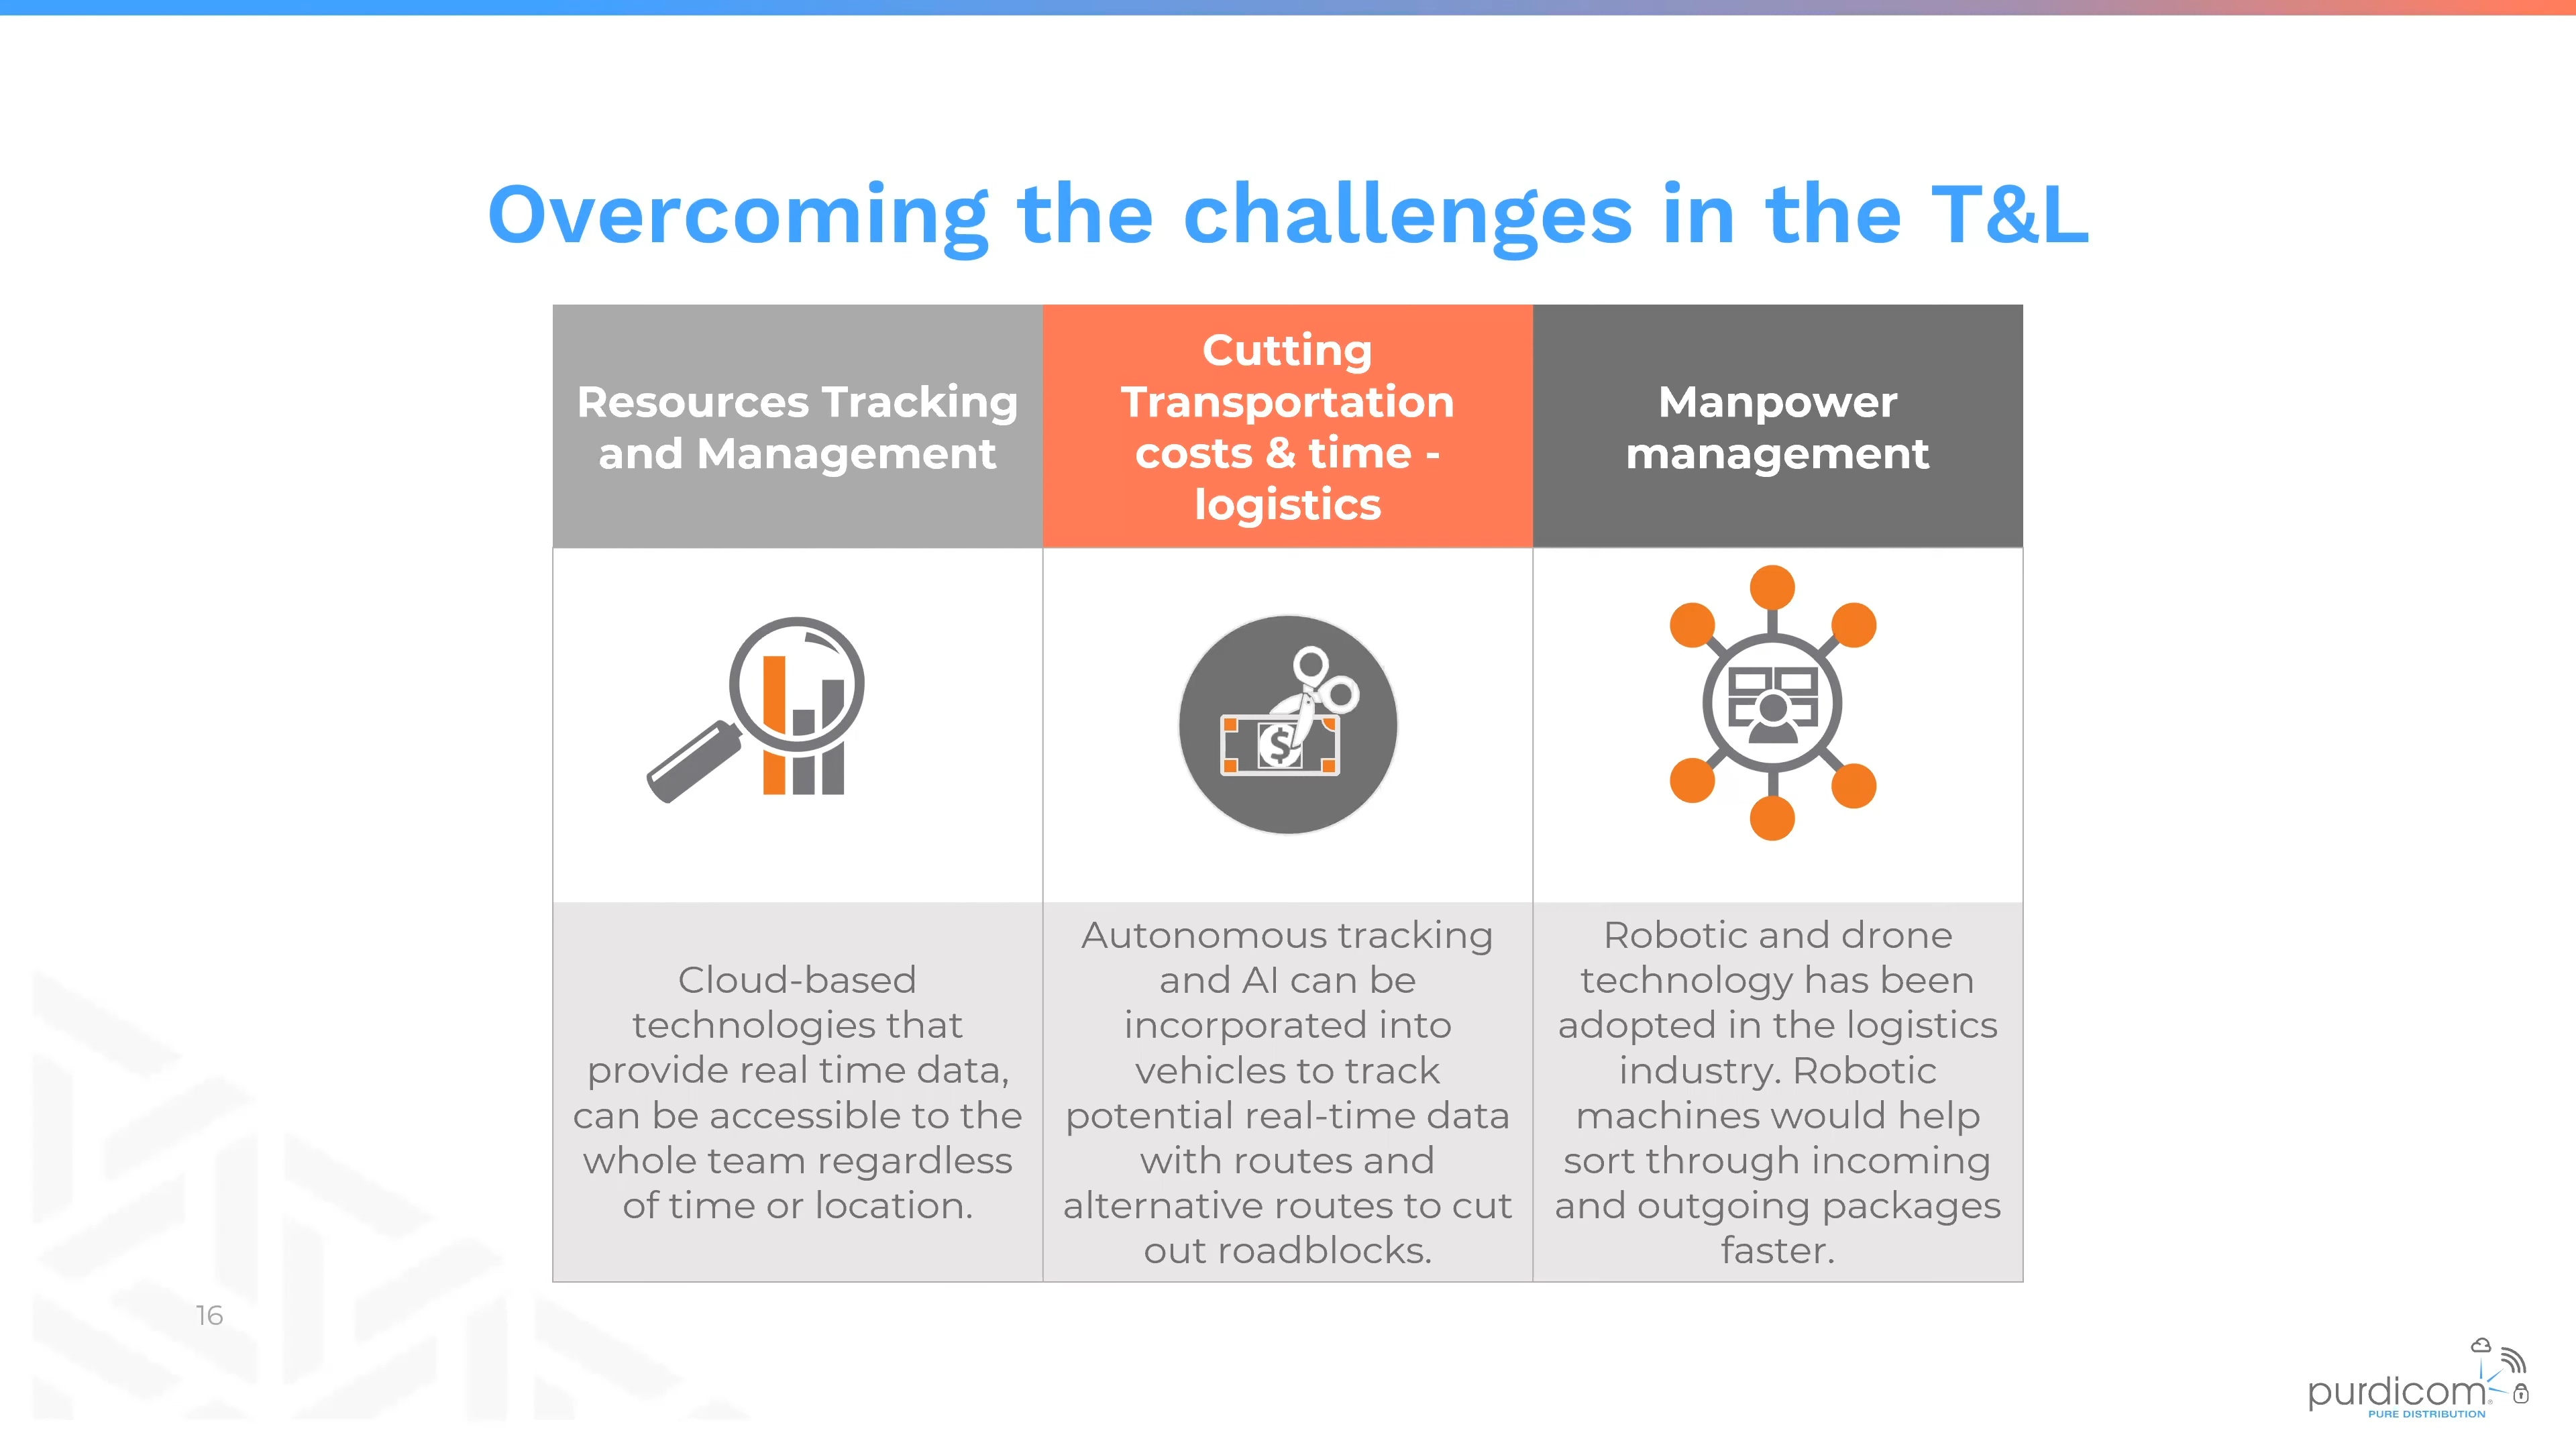 Overcoming the challenges in the T&L
Resources Tracking
and Management
Cutting
Transportation
costs & time -
logistics
Manpower
management
$
Cloud-based
technologies that
provide real time data,
can be accessible to the
whole team regardless
of time or location.
Autonomous tracking
and AI can be
incorporated into
vehicles to track
potential real-time data
with routes and
alternative routes to cut
out roadblocks.
Robotic and drone
technology has been
adopted in the logistics
industry. Robotic
machines would help
sort through incoming
and outgoing packages
faster.
16
purdicom®
PURE DISTRIBUTION